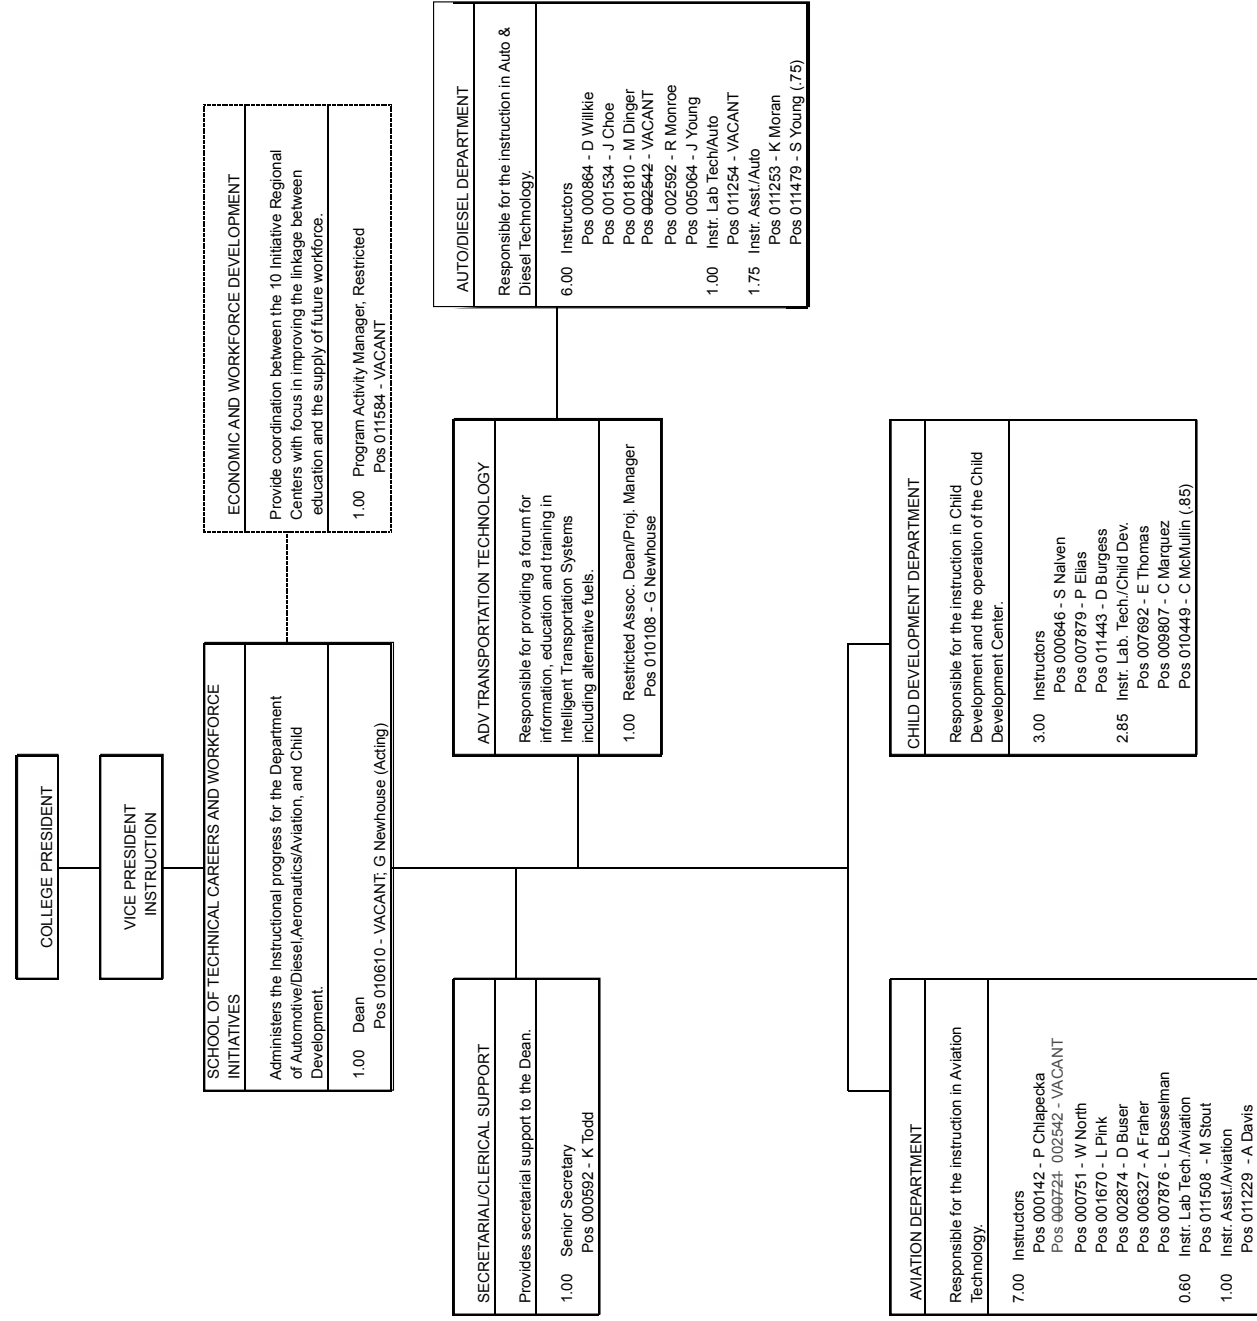 COLLEGE PRESIDENT
VICE PRESIDENT
INSTRUCTION
SCHOOL OF TECHNICAL CAREERS AND WORKFORCE
INITIATIVES
Administers the Instructional progress for the Department
of Automotive/Diesel,Aeronautics/Aviation, and Child
Development.
1.00 Dean
Pos 010610 - VACANT; G Newhouse (Acting)
ECONOMIC AND WORKFORCE DEVELOPMENT
Provide coordination between the 10 Initiative Regional
Centers with focus in improving the linkage between
education and the supply of future workforce.
1.00 Program Activity Manager, Restricted
Pos 011584 - VACANT
SECRETARIAL/CLERICAL SUPPORT
Provides secretarial support to the Dean.
1.00 Senior Secretary
Pos 000592 - K Todd
ADV TRANSPORTATION TECHNOLOGY
Responsible for providing a forum for
information, education and training in
Intelligent Transportation Systems
including alternative fuels.
1.00 Restricted Assoc. Dean/Proj. Manager
Pos 010108 - G Newhouse
AUTO/DIESEL DEPARTMENT
Responsible for the instruction in Auto &
Diesel Technology.
6.00 Instructors
Pos 000864 - D Willkie
Pos 001534 - J Choe
Pos 001810 - M Dinger
Pos 002542 - VACANT
Pos 002592 - R Monroe
Pos 005064 - J Young
1.00 Instr. Lab Tech/Auto
Pos 011254 - VACANT
1.75 Instr. Asst./Auto
Pos 011253 - K Moran
Pos 011479 - S Young (.75)
AVIATION DEPARTMENT
Responsible for the instruction in Aviation
Technology.
7.00 Instructors
Pos 000142 - P Chlapecka
Pos 000721 002542 - VACANT
Pos 000751 - W North
Pos 001670 - L Pink
Pos 002874 - D Buser
Pos 006327 - A Fraher
Pos 007876 - L Bosselman
0.60 Instr. Lab Tech./Aviation
Pos 011508 - M Stout
1.00 Instr. Asst./Aviation
Pos 011229 - A Davis
CHILD DEVELOPMENT DEPARTMENT
Responsible for the instruction in Child
Development and the operation of the Child
Development Center.
3.00 Instructors
Pos 000646 - S Nalven
Pos 007879 - P Elias
Pos 011443 - D Burgess
2.85 Instr. Lab. Tech./Child Dev.
Pos 007692 - E Thomas
Pos 009807 - C Marquez
Pos 010449 - C McMullin (.85)